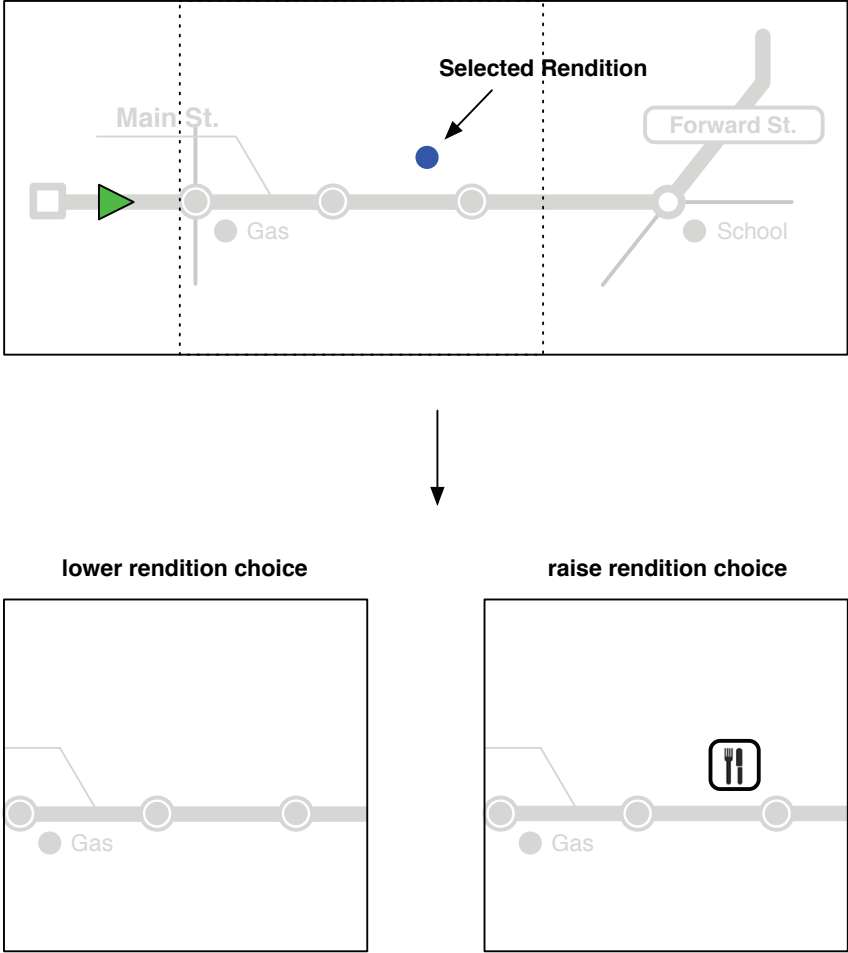 Selected Rendition
Main St.
Forward St.
Gas
School
lower rendition choice
raise rendition choice
Gas
Gas